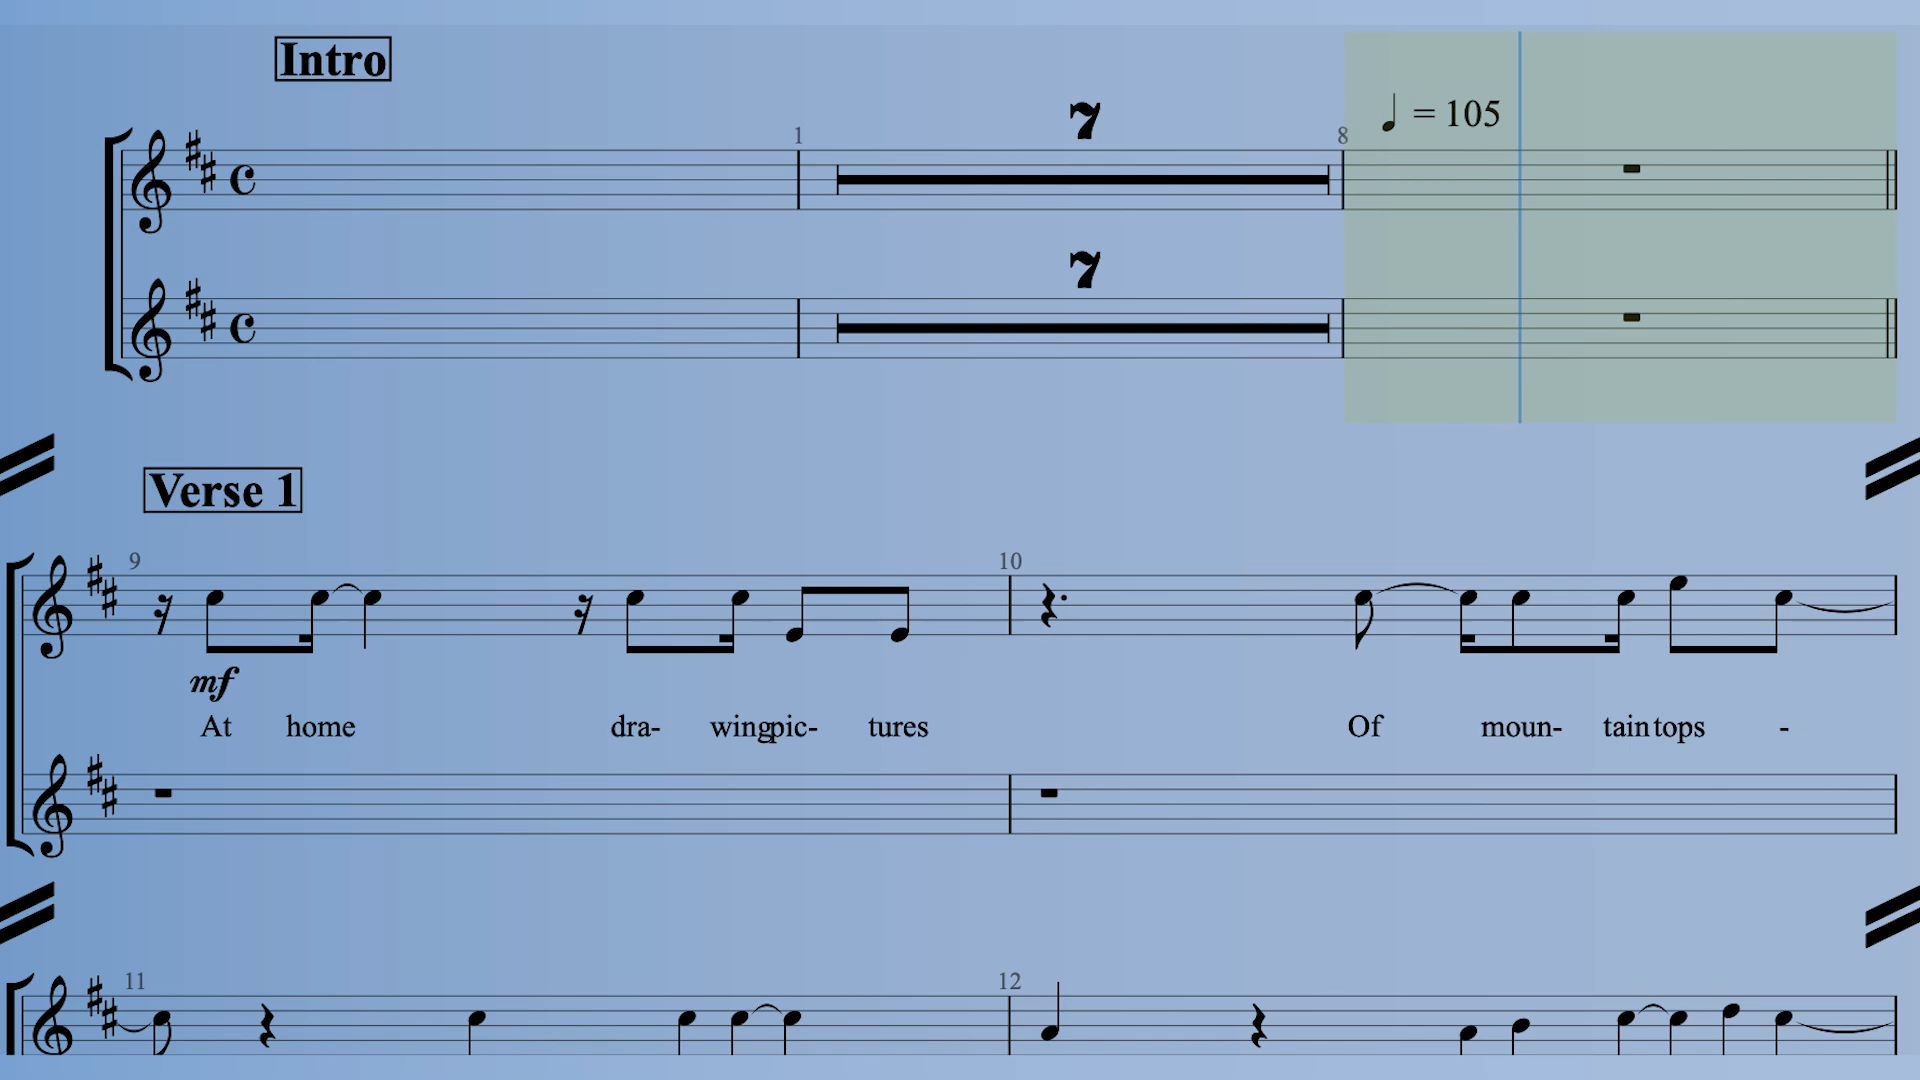 Intro
1 7 8 = 105
7
Verse 1
9 10
mf
At home dra- wing pic- tures Of moun- tain tops -
11 12